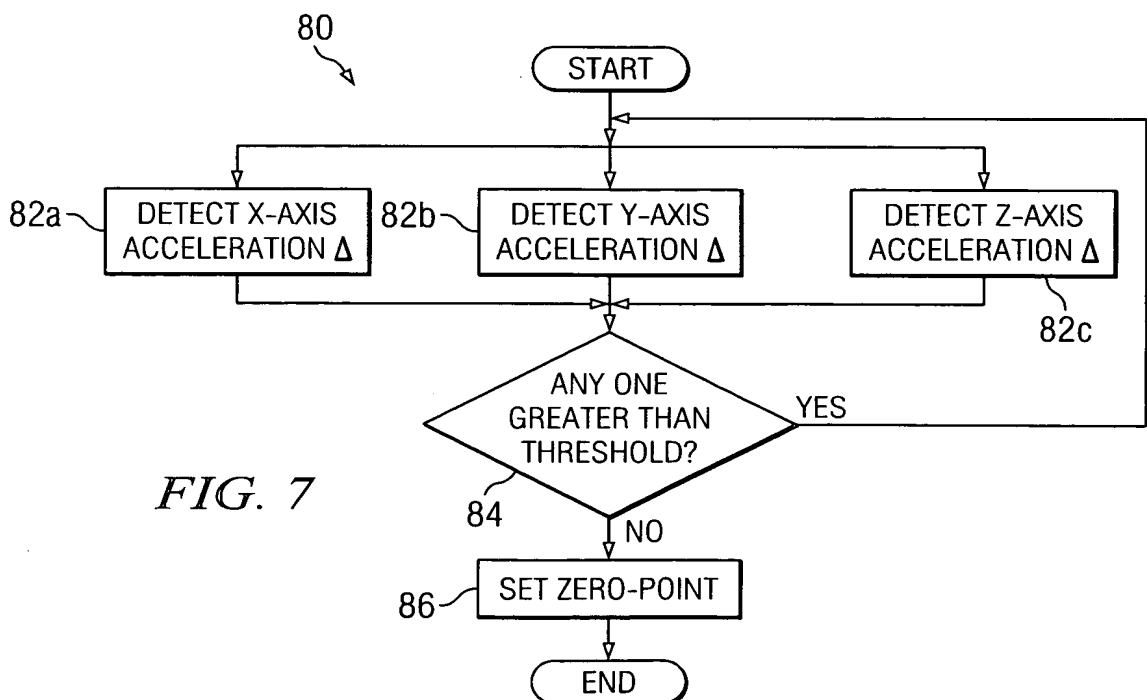 80
START
82a
DETECT X-AXIS
ACCELERATION Δ
82b
DETECT Y-AXIS
ACCELERATION Δ
DETECT Z-AXIS
ACCELERATION Δ
82c
ANY ONE
GREATER THAN
THRESHOLD?
YES
84
FIG. 7
NO
86
SET ZERO-POINT
END